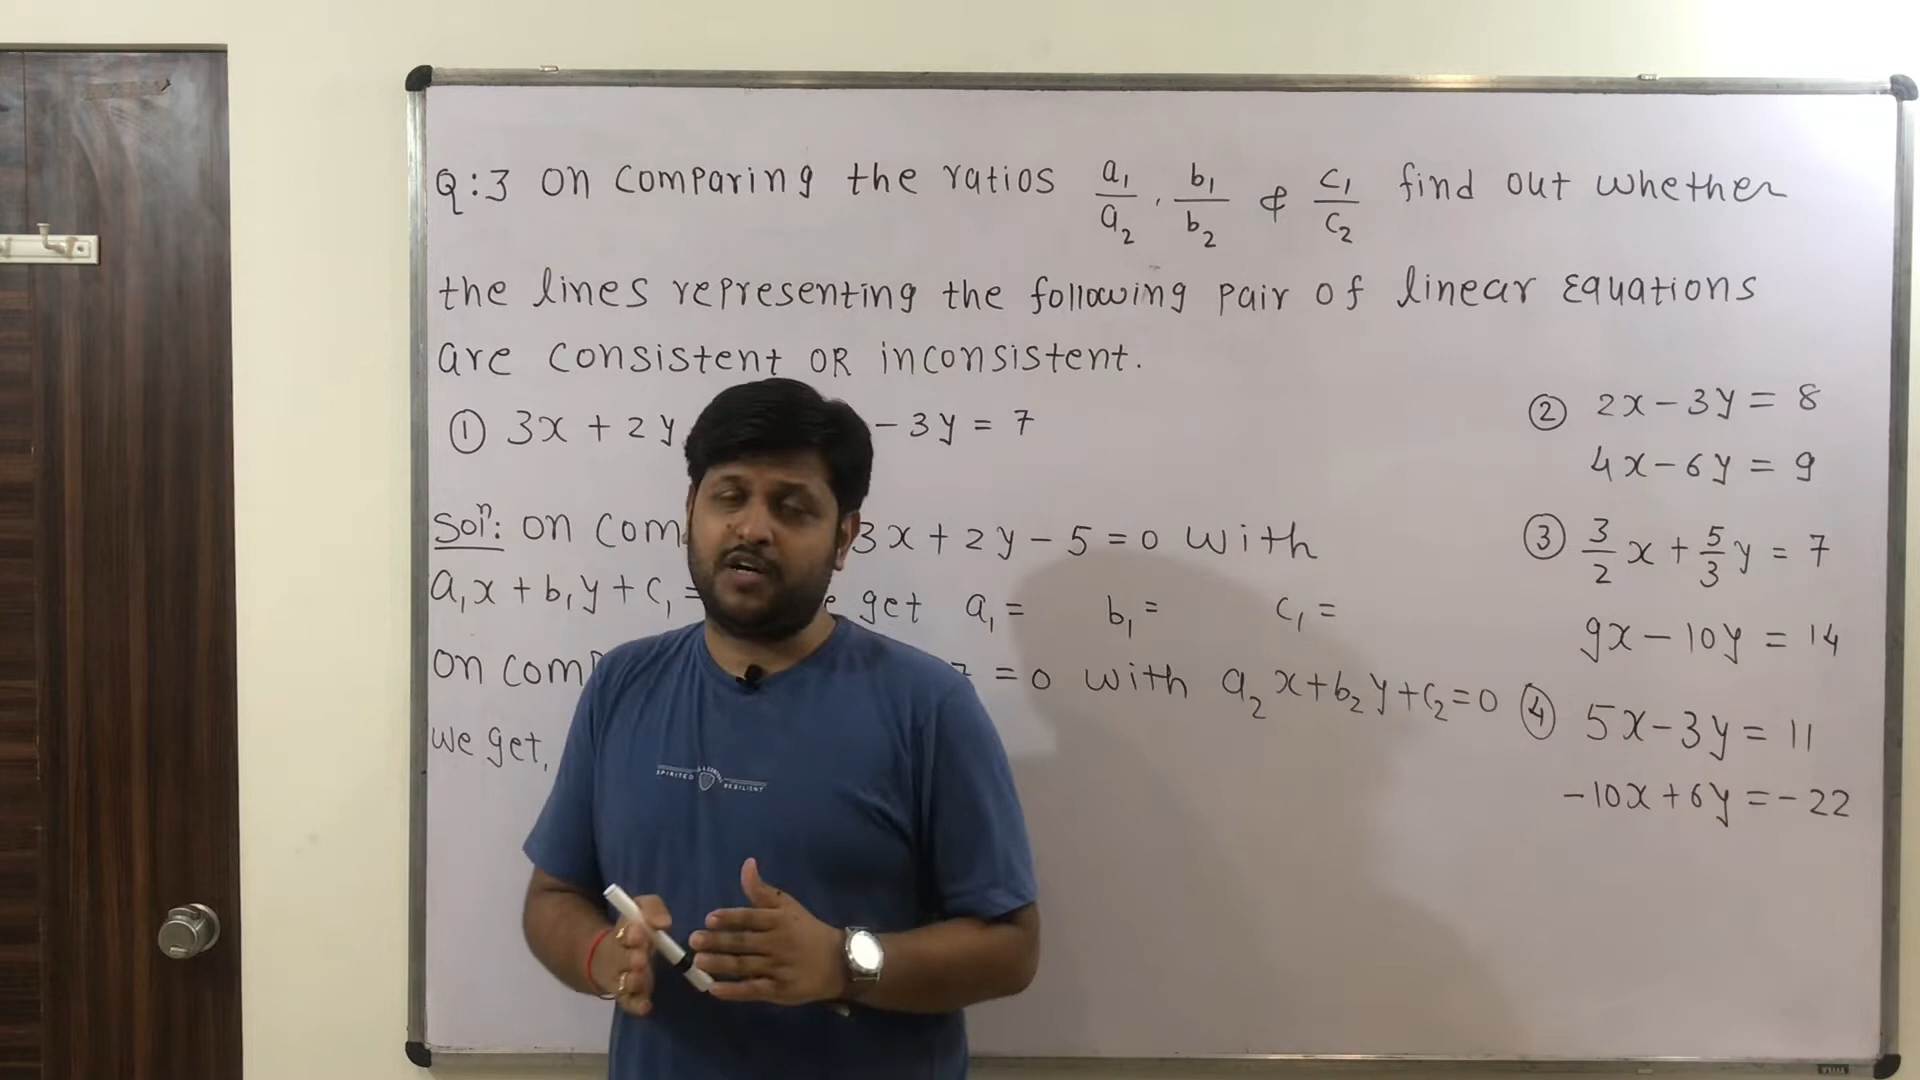 Q:3 on comparing the ratios a₁/a₂, b₁/b₂ & c₁/c₂ find out whether
the lines representing the following pair of linear Equations
are consistent OR inconsistent.
① 3x + 2y - 3y = 7
Solⁿ: on 3x + 2y - 5 = 0 with
a₁x + b₁y + c₁ = get a₁ = b₁ = c₁ =
on = 0 with a₂x + b₂y + c₂ = 0
we get,
② 2x - 3y = 8
4x - 6y = 9
③ 3/2 x + 5/3 y = 7
9x - 10y = 14
④ 5x - 3y = 11
-10x + 6y = -22
SPIRITED
RESILIENT